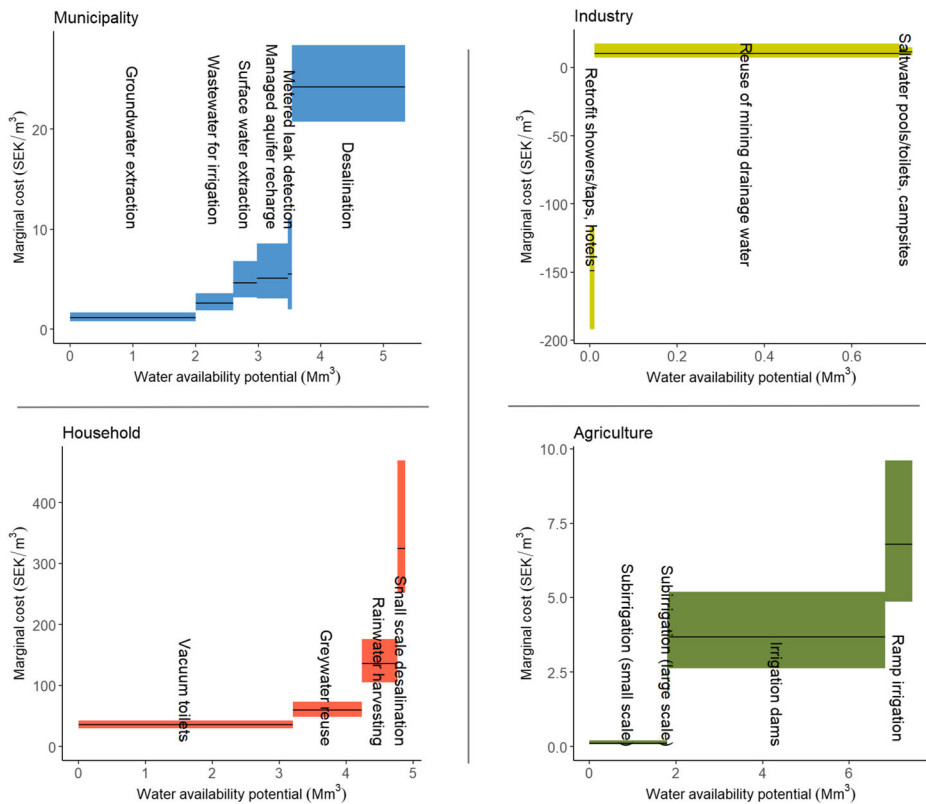 Municipality
Marginal cost (SEK/m³)
20
10
0
Groundwater extraction
Wastewater for irrigation
Surface water extraction
Managed aquifer recharge
Metered leak detection
Desalination
0 1 2 3 4 5
Water availability potential (Mm³)
Industry
Marginal cost (SEK/m³)
0
-50
-100
-150
-200
Retrofit showers/taps, hotels
Reuse of mining drainage water
Saltwater pools/toilets, campsites
0.0 0.2 0.4 0.6
Water availability potential (Mm³)
Household
Marginal cost (SEK/m³)
400
300
200
100
0
Vacuum toilets
Greywater reuse
Rainwater harvesting
Small scale desalination
0 1 2 3 4 5
Water availability potential (Mm³)
Agriculture
Marginal cost (SEK/m³)
10.0
7.5
5.0
2.5
0.0
Subirrigation (small scale)
Subirrigation (large scale)
Irrigation dams
Ramp irrigation
0 2 4 6
Water availability potential (Mm³)